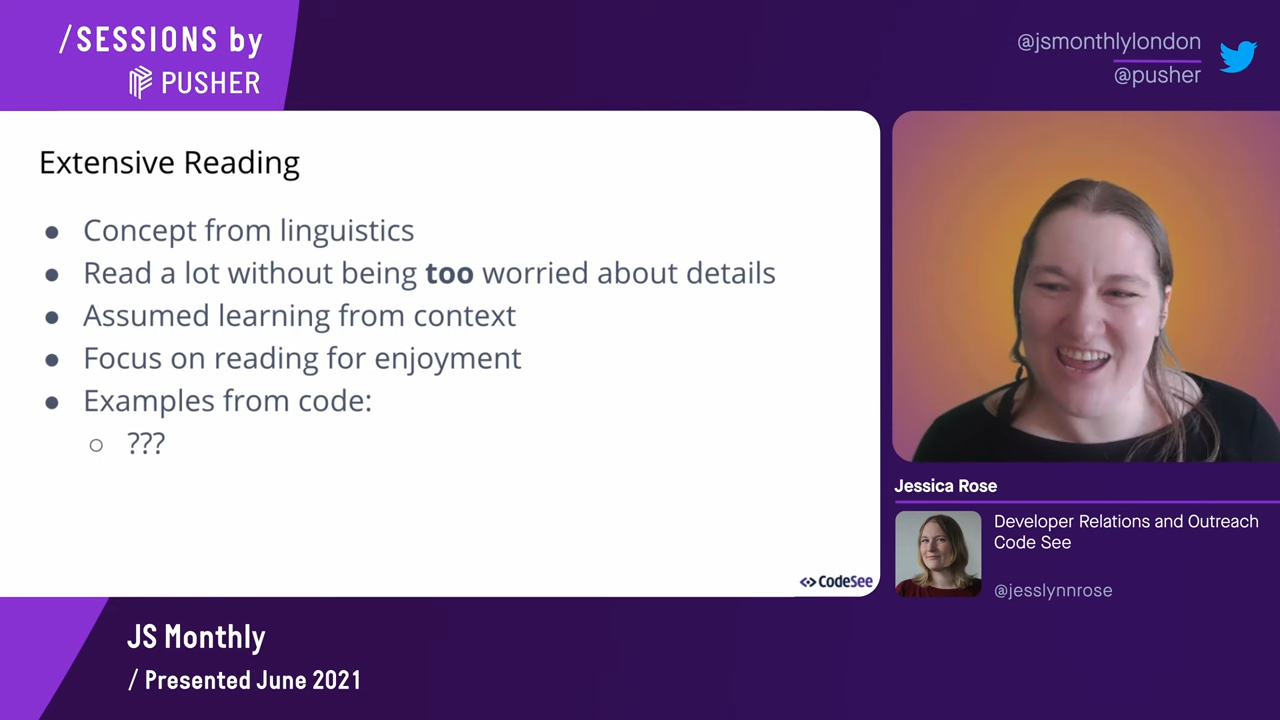 /SESSIONS by
PUSHER
@jsmonthlylondon
@pusher
Extensive Reading
● Concept from linguistics
● Read a lot without being too worried about details
● Assumed learning from context
● Focus on reading for enjoyment
● Examples from code:
○ ???
CodeSee
Jessica Rose
Developer Relations and Outreach
Code See
@jesslynnrose
JS Monthly
/ Presented June 2021